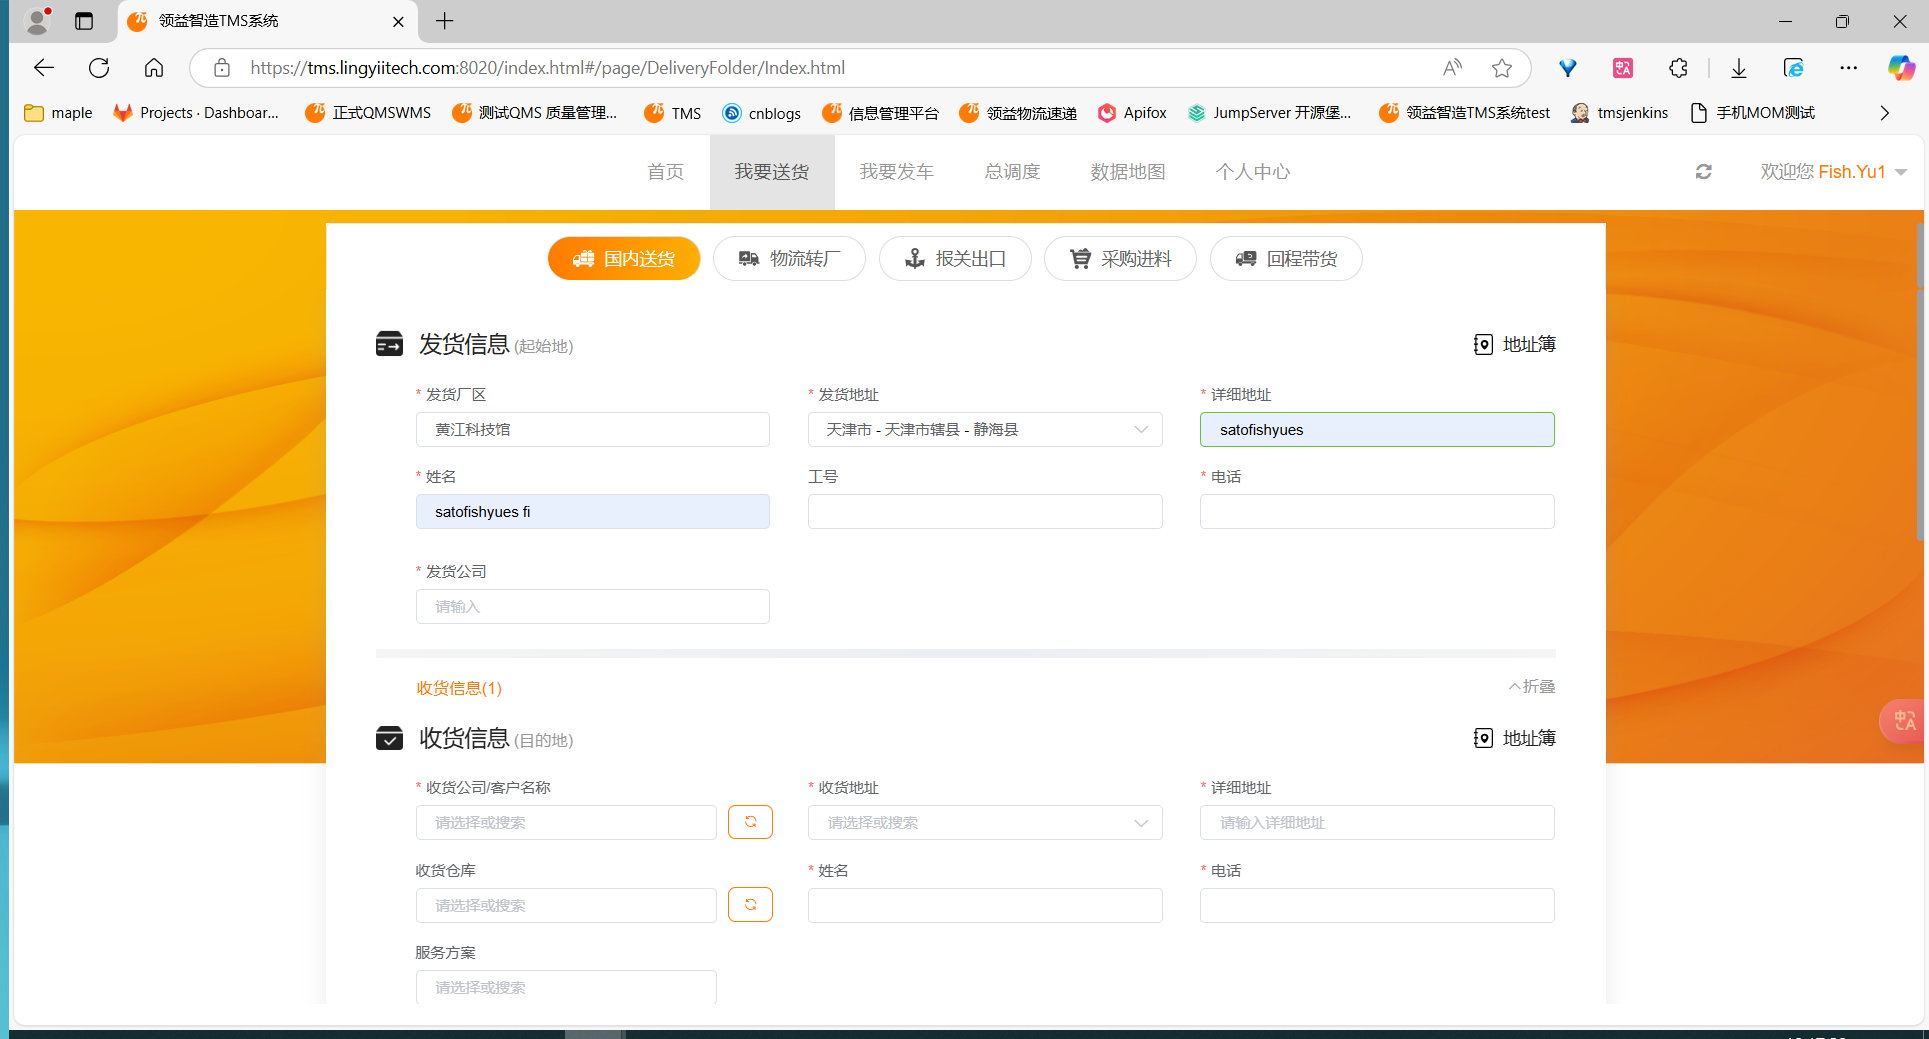 领益智造TMS系统
https://tms.lingyiitech.com:8020/index.html#/page/DeliveryFolder/Index.html
maple
Projects · Dashboar...
正式QMSWMS
测试QMS 质量管理...
TMS
cnblogs
信息管理平台
领益物流速递
Apifox
JumpServer 开源堡...
领益智造TMS系统test
tmsjenkins
手机MOM测试
首页
我要送货
我要发车
总调度
数据地图
个人中心
欢迎您 Fish.Yu1
国内送货
物流转厂
报关出口
采购进料
回程带货
发货信息 (起始地)
地址簿
* 发货厂区
* 发货地址
* 详细地址
黄江科技馆
天津市 - 天津市辖县 - 静海县
satofishyues
* 姓名
工号
* 电话
satofishyues fi
* 发货公司
请输入
收货信息(1)
折叠
收货信息 (目的地)
地址簿
* 收货公司/客户名称
* 收货地址
* 详细地址
请选择或搜索
请选择或搜索
请输入详细地址
收货仓库
* 姓名
* 电话
请选择或搜索
服务方案
请选择或搜索